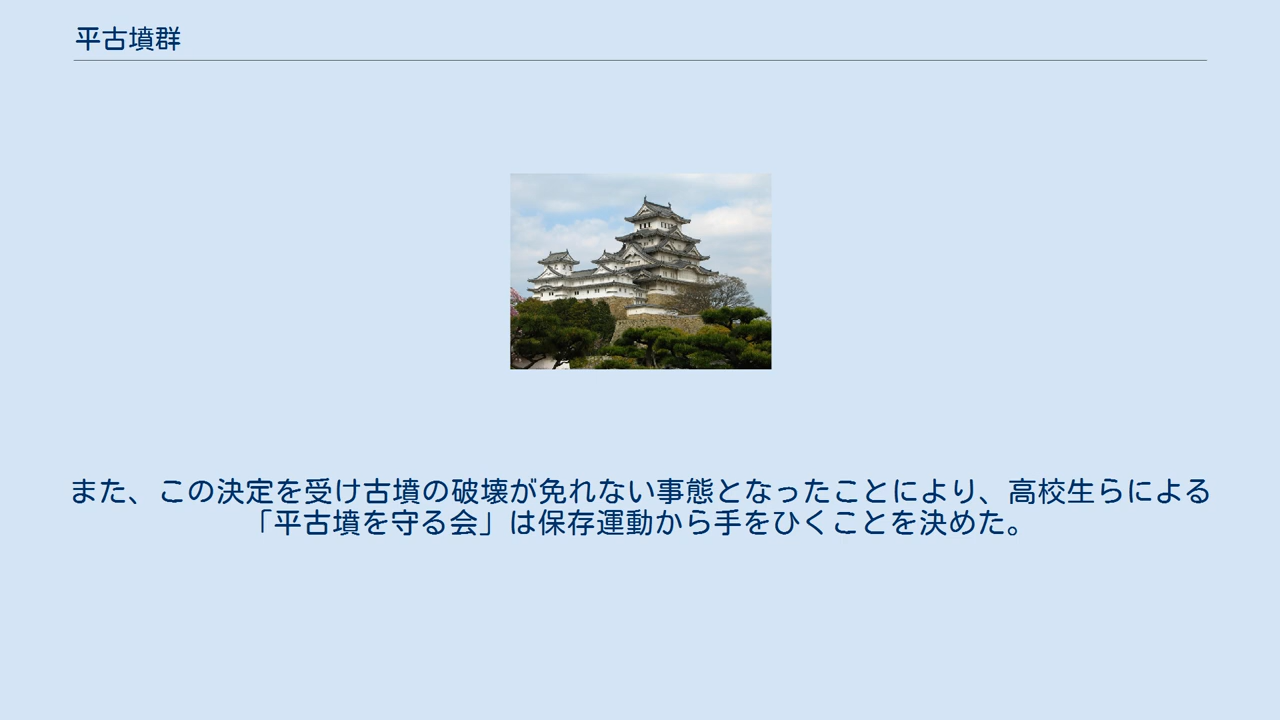 平古墳群
また、この決定を受け古墳の破壊が免れない事態となったことにより、高校生らによる
「平古墳を守る会」は保存運動から手をひくことを決めた。